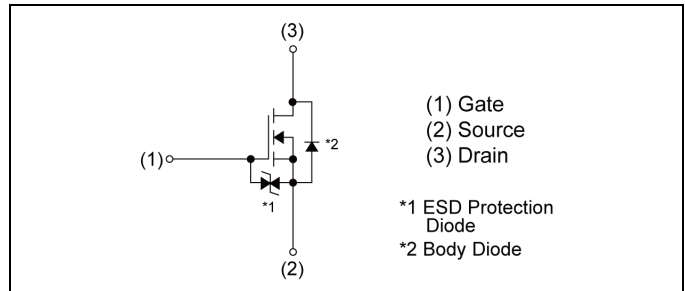 (3)
(1)
*2
*1
(2)
(1) Gate
(2) Source
(3) Drain
*1 ESD Protection
Diode
*2 Body Diode